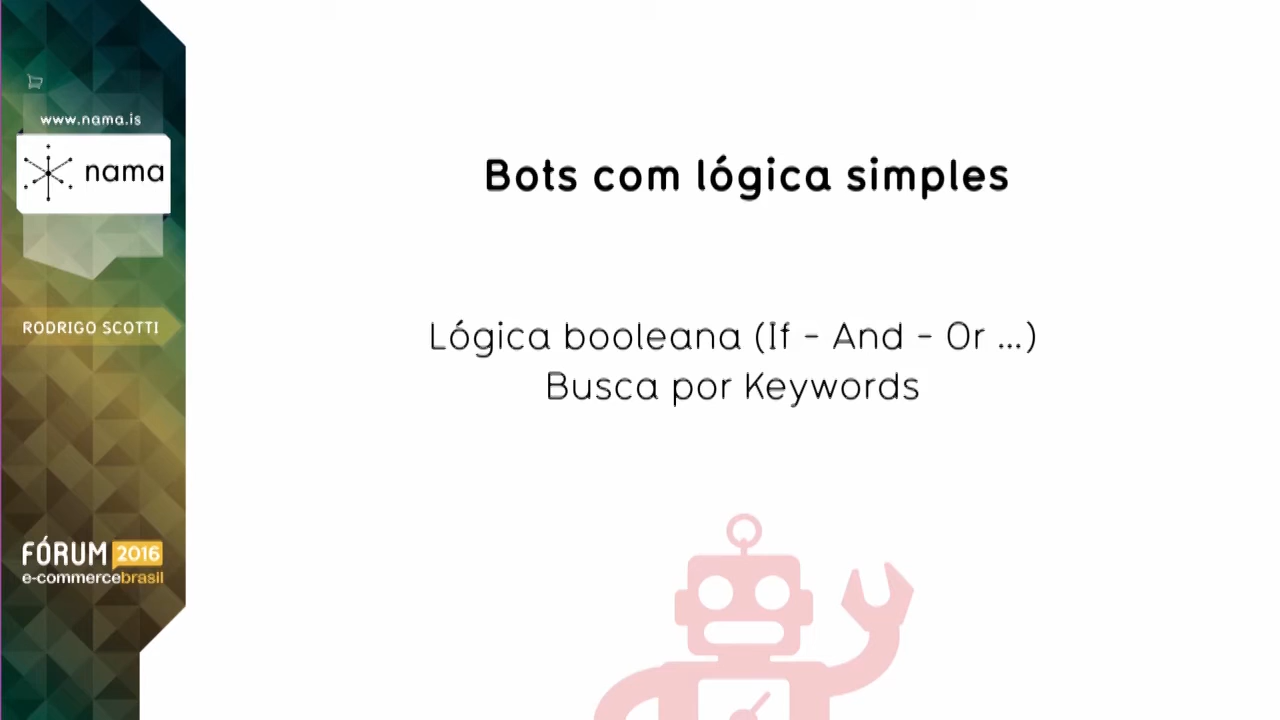 www.nama.is
nama
RODRIGO SCOTTI
FÓRUM 2016
e-commercebrasil
Bots com lógica simples
Lógica booleana (If - And - Or ...)
Busca por Keywords